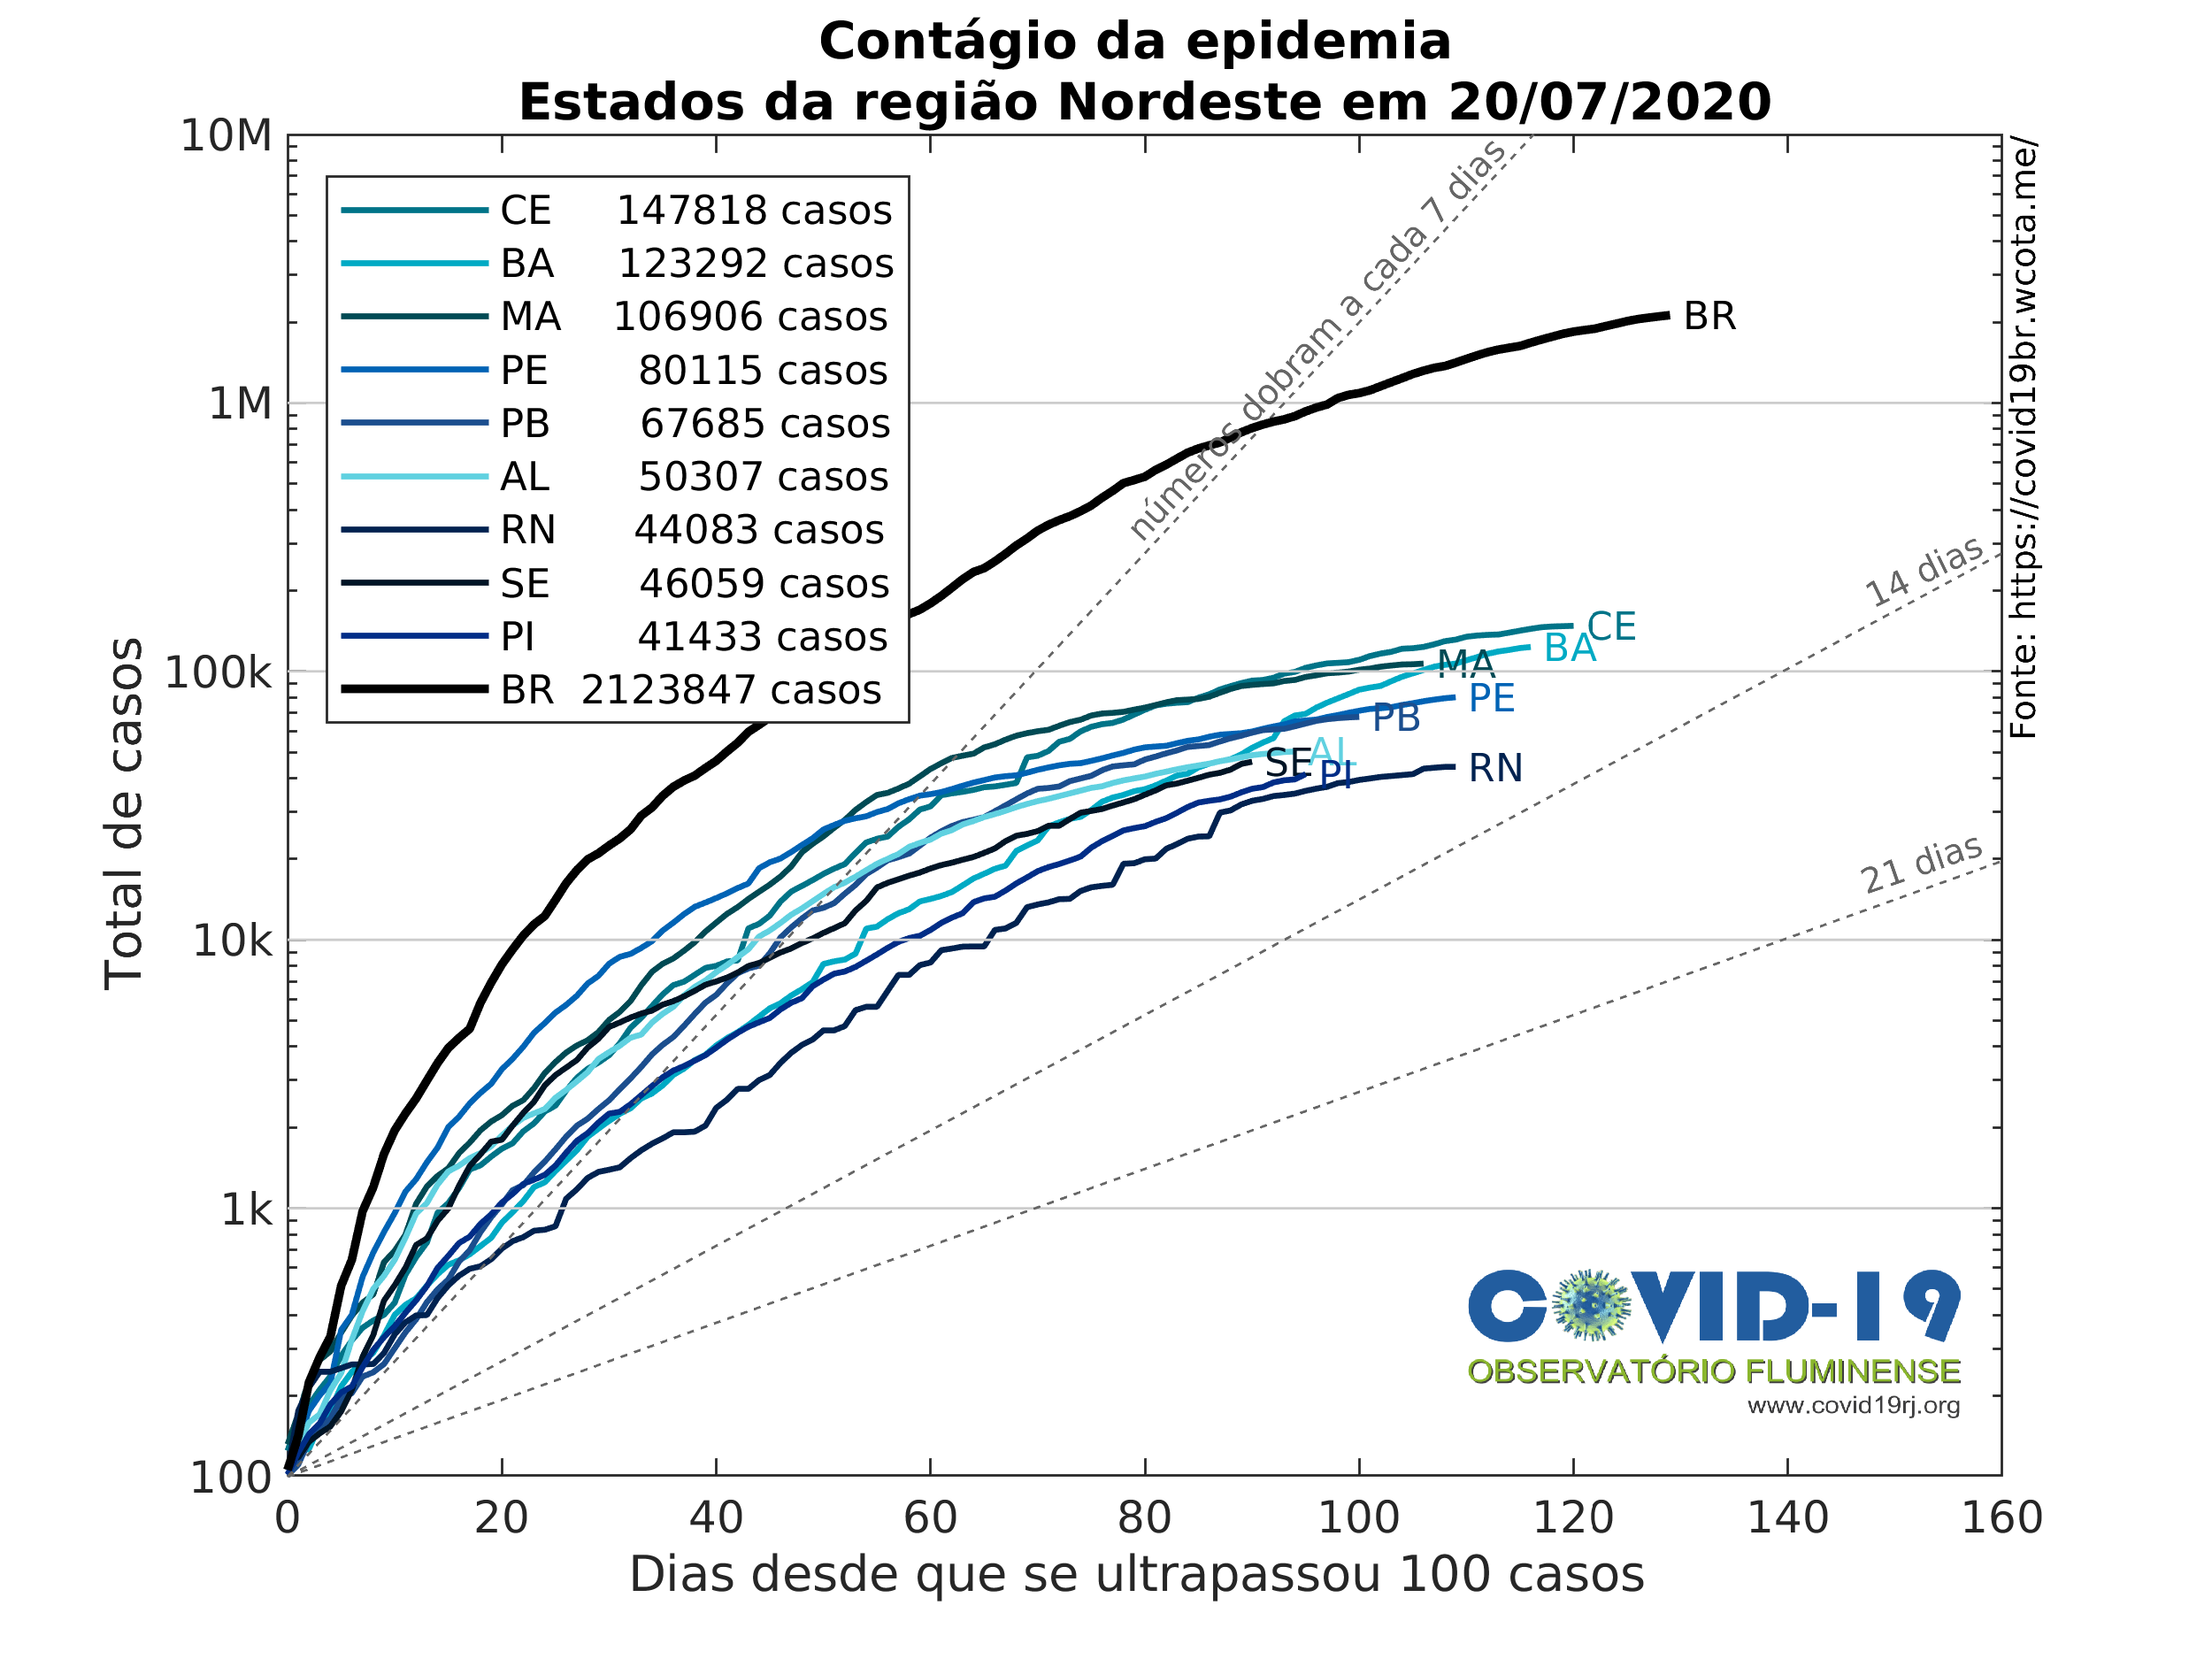 Contágio da epidemia
Estados da região Nordeste em 20/07/2020
10M
1M
100k
10k
1k
100
Total de casos
CE 147818 casos
BA 123292 casos
MA 106906 casos
PE 80115 casos
PB 67685 casos
AL 50307 casos
RN 44083 casos
SE 46059 casos
PI 41433 casos
BR 2123847 casos
números dobram a cada 7 dias
14 dias
21 dias
BR
CE
BA
MA
PE
PB
AL
SE
PI
RN
Fonte: https://covid19br.wcota.me/
COVID-19
OBSERVATÓRIO FLUMINENSE
www.covid19rj.org
0 20 40 60 80 100 120 140 160
Dias desde que se ultrapassou 100 casos